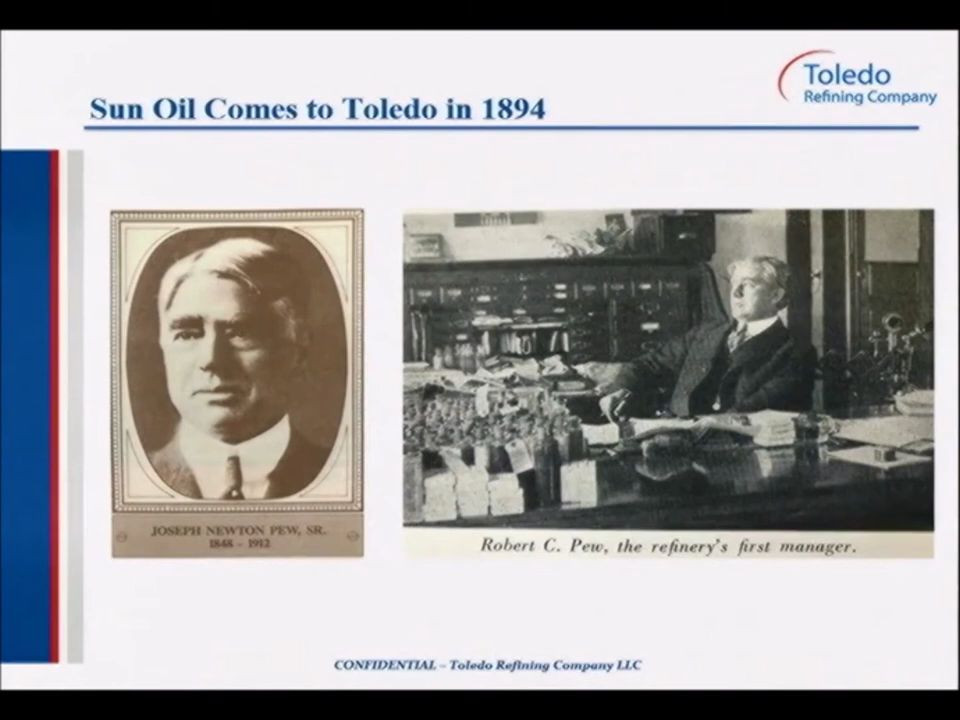 Toledo
Refining Company
Sun Oil Comes to Toledo in 1894
JOSEPH NEWTON PEW, SR.
1848 - 1912
Robert C. Pew, the refinery's first manager.
CONFIDENTIAL – Toledo Refining Company LLC